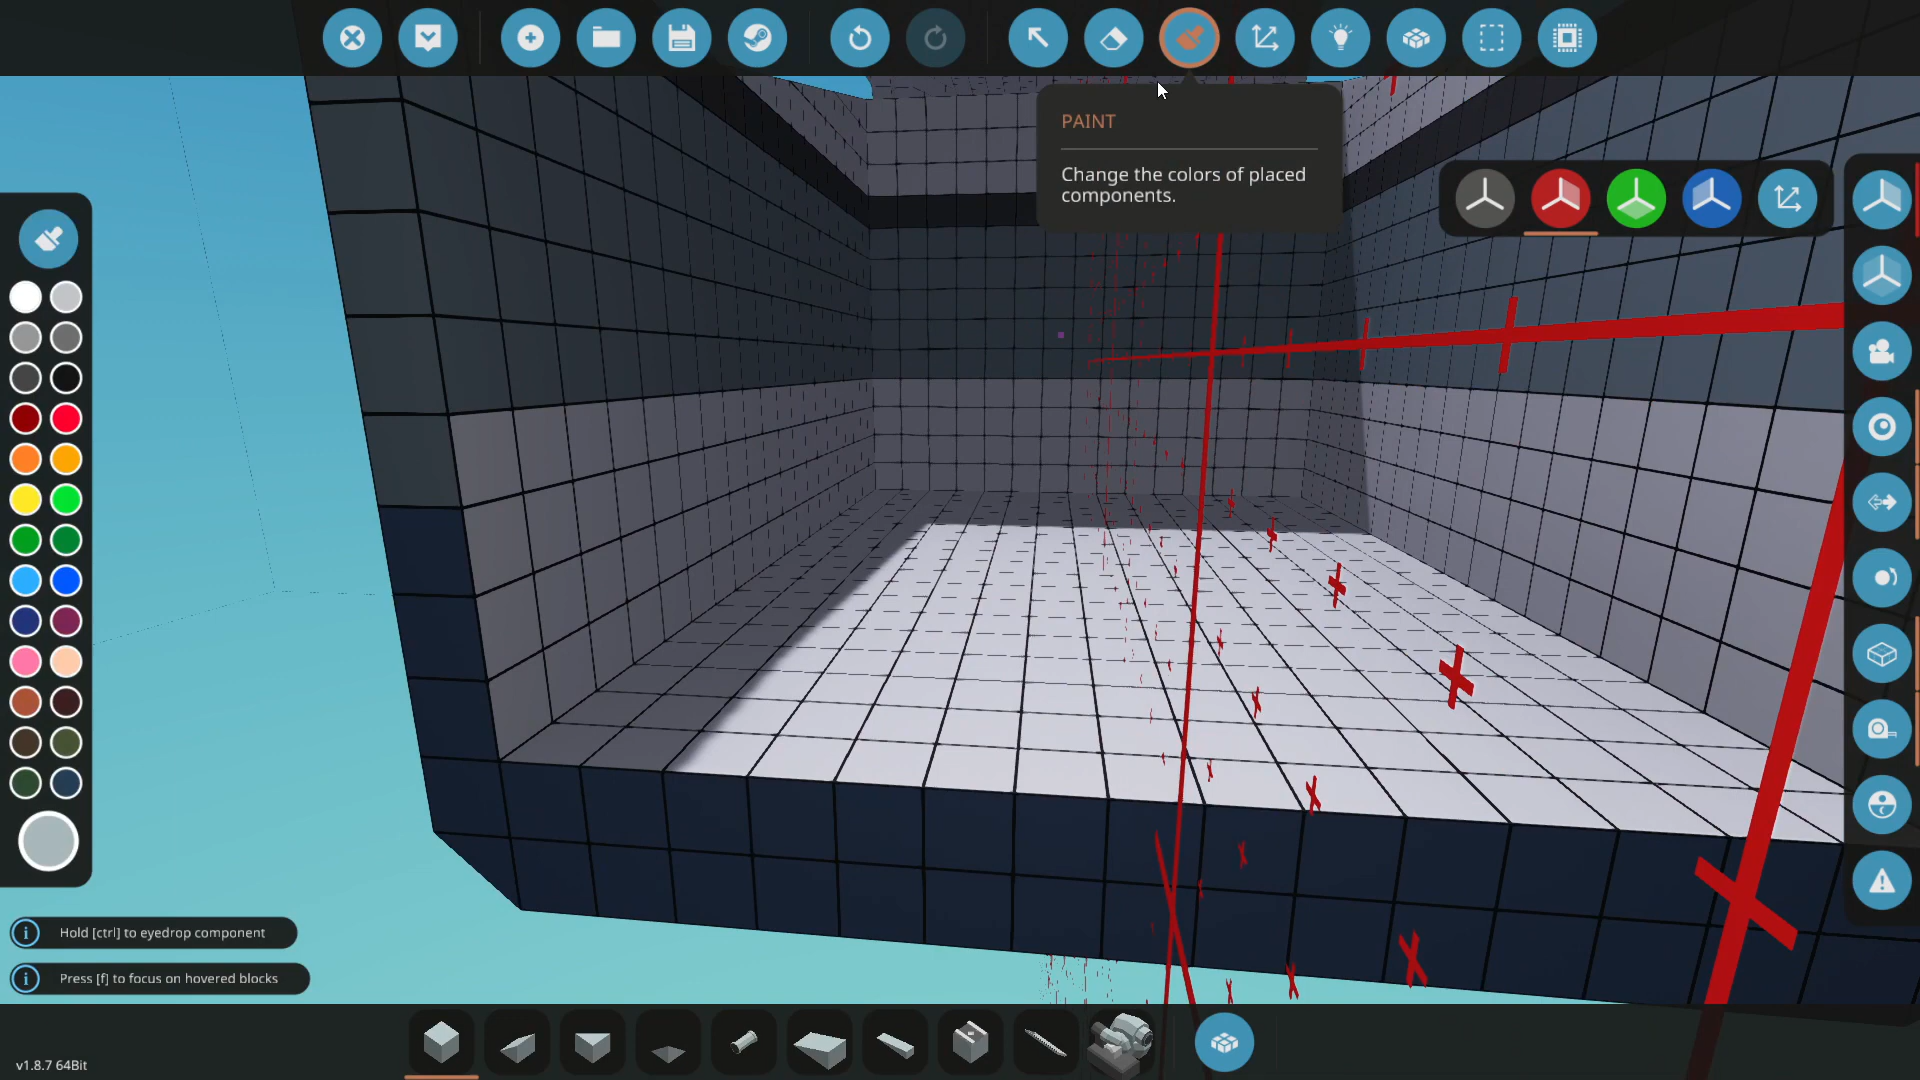 PAINT
Change the colors of placed
components.
Hold [ctrl] to eyedrop component
Press [f] to focus on hovered blocks
v1.8.7 64Bit